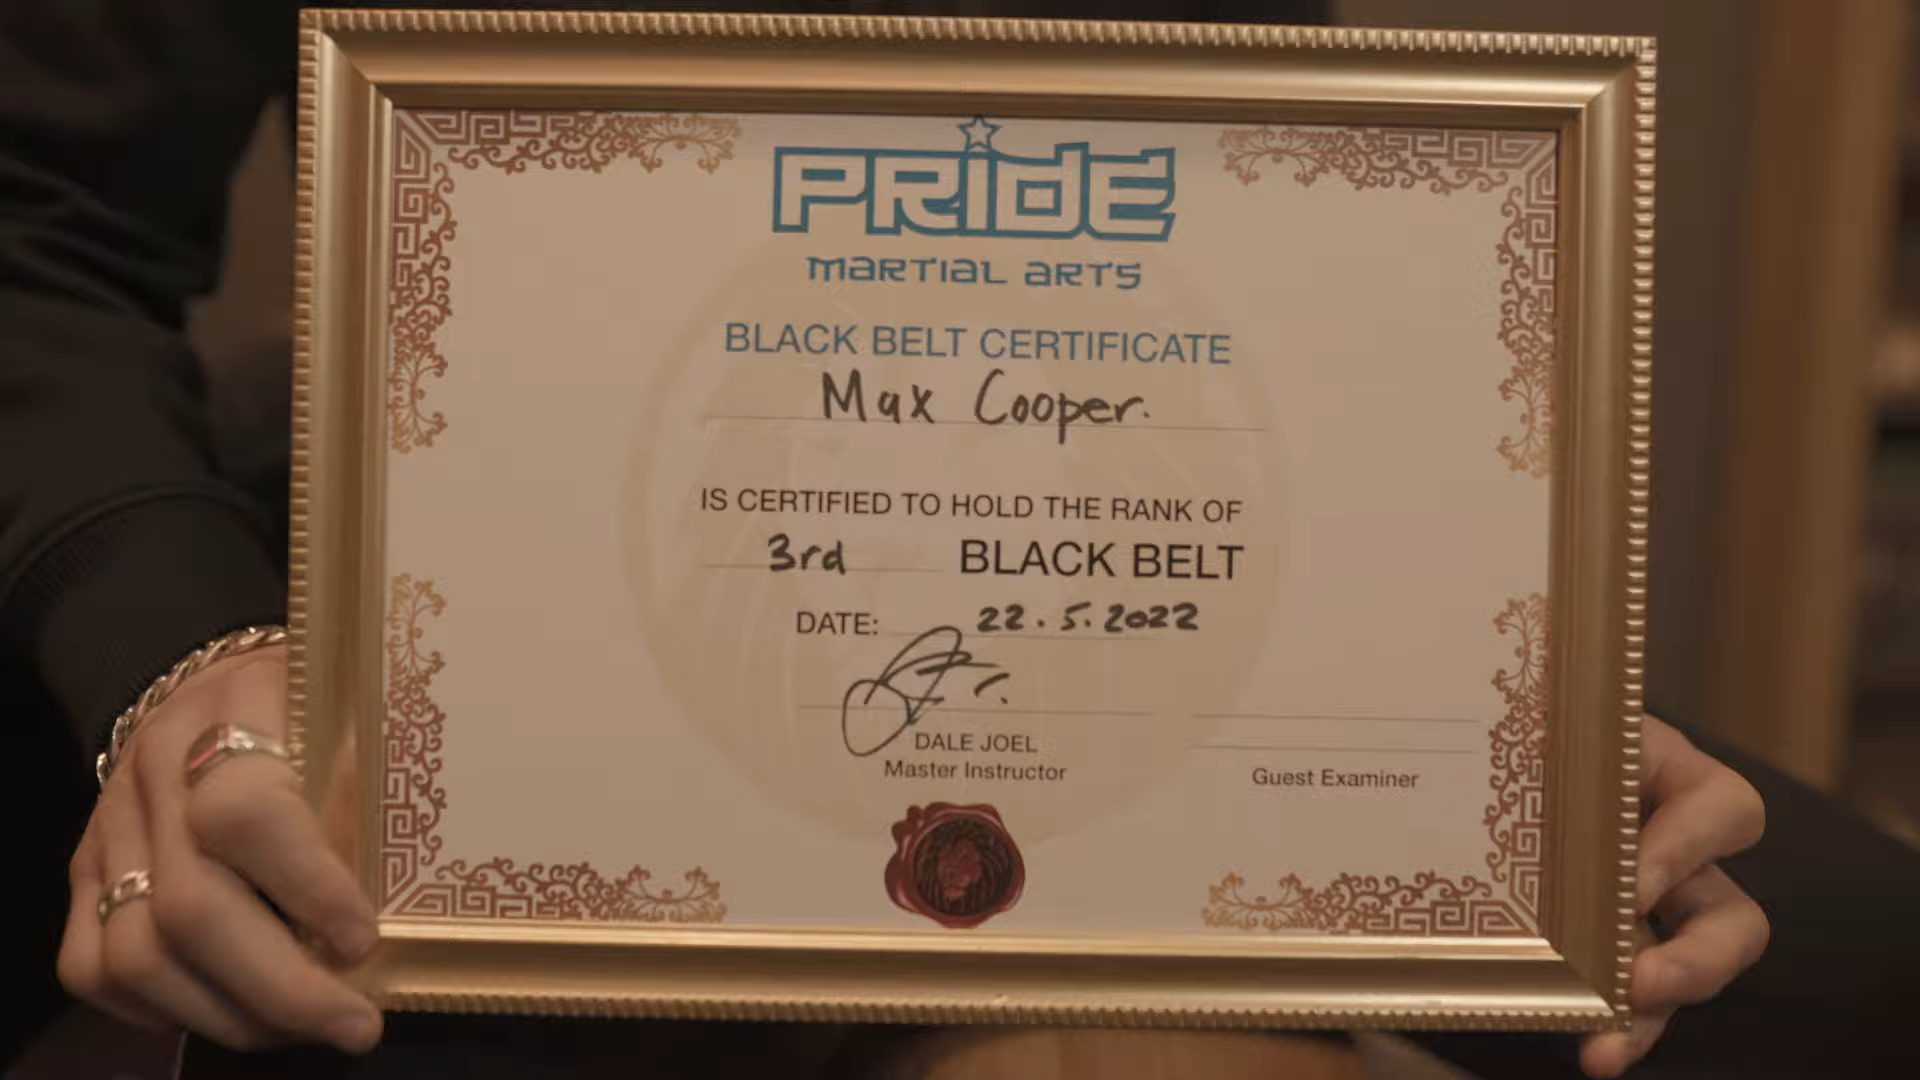 PRIDE
MARTIAL ARTS
BLACK BELT CERTIFICATE
Max Cooper.
IS CERTIFIED TO HOLD THE RANK OF
3rd BLACK BELT
DATE: 22.5.2022
DALE JOEL
Master Instructor
Guest Examiner